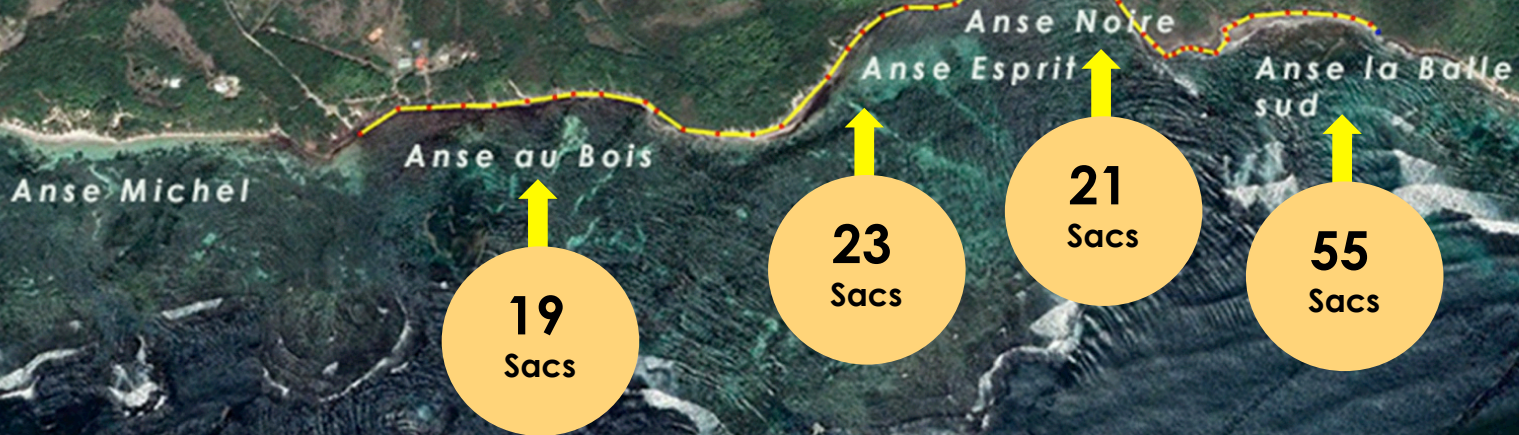 Anse Noire
Anse Esprit
Anse la Balle
sud
Anse au Bois
Anse Michel
21
Sacs
23
Sacs
55
Sacs
19
Sacs